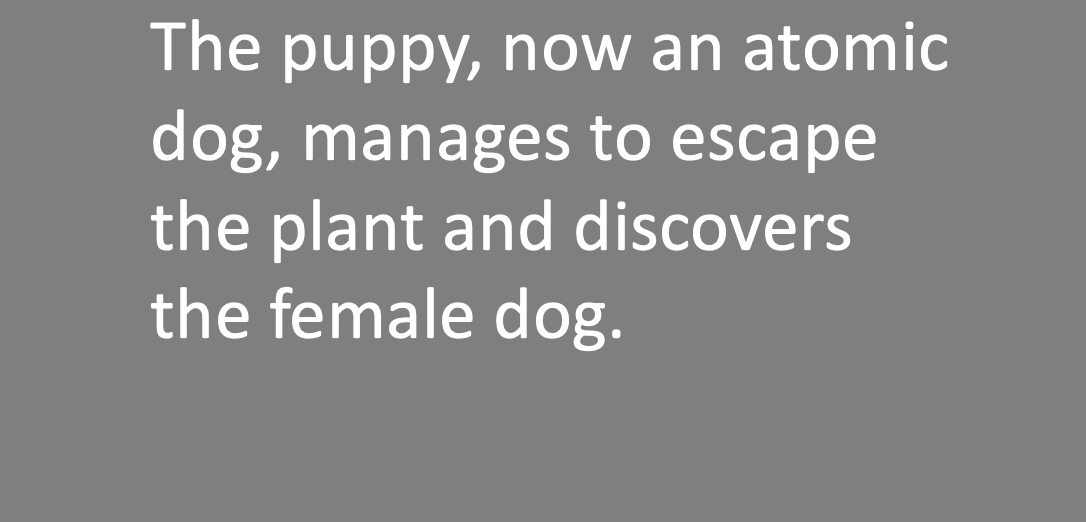 The puppy, now an atomic
dog, manages to escape
the plant and discovers
the female dog.